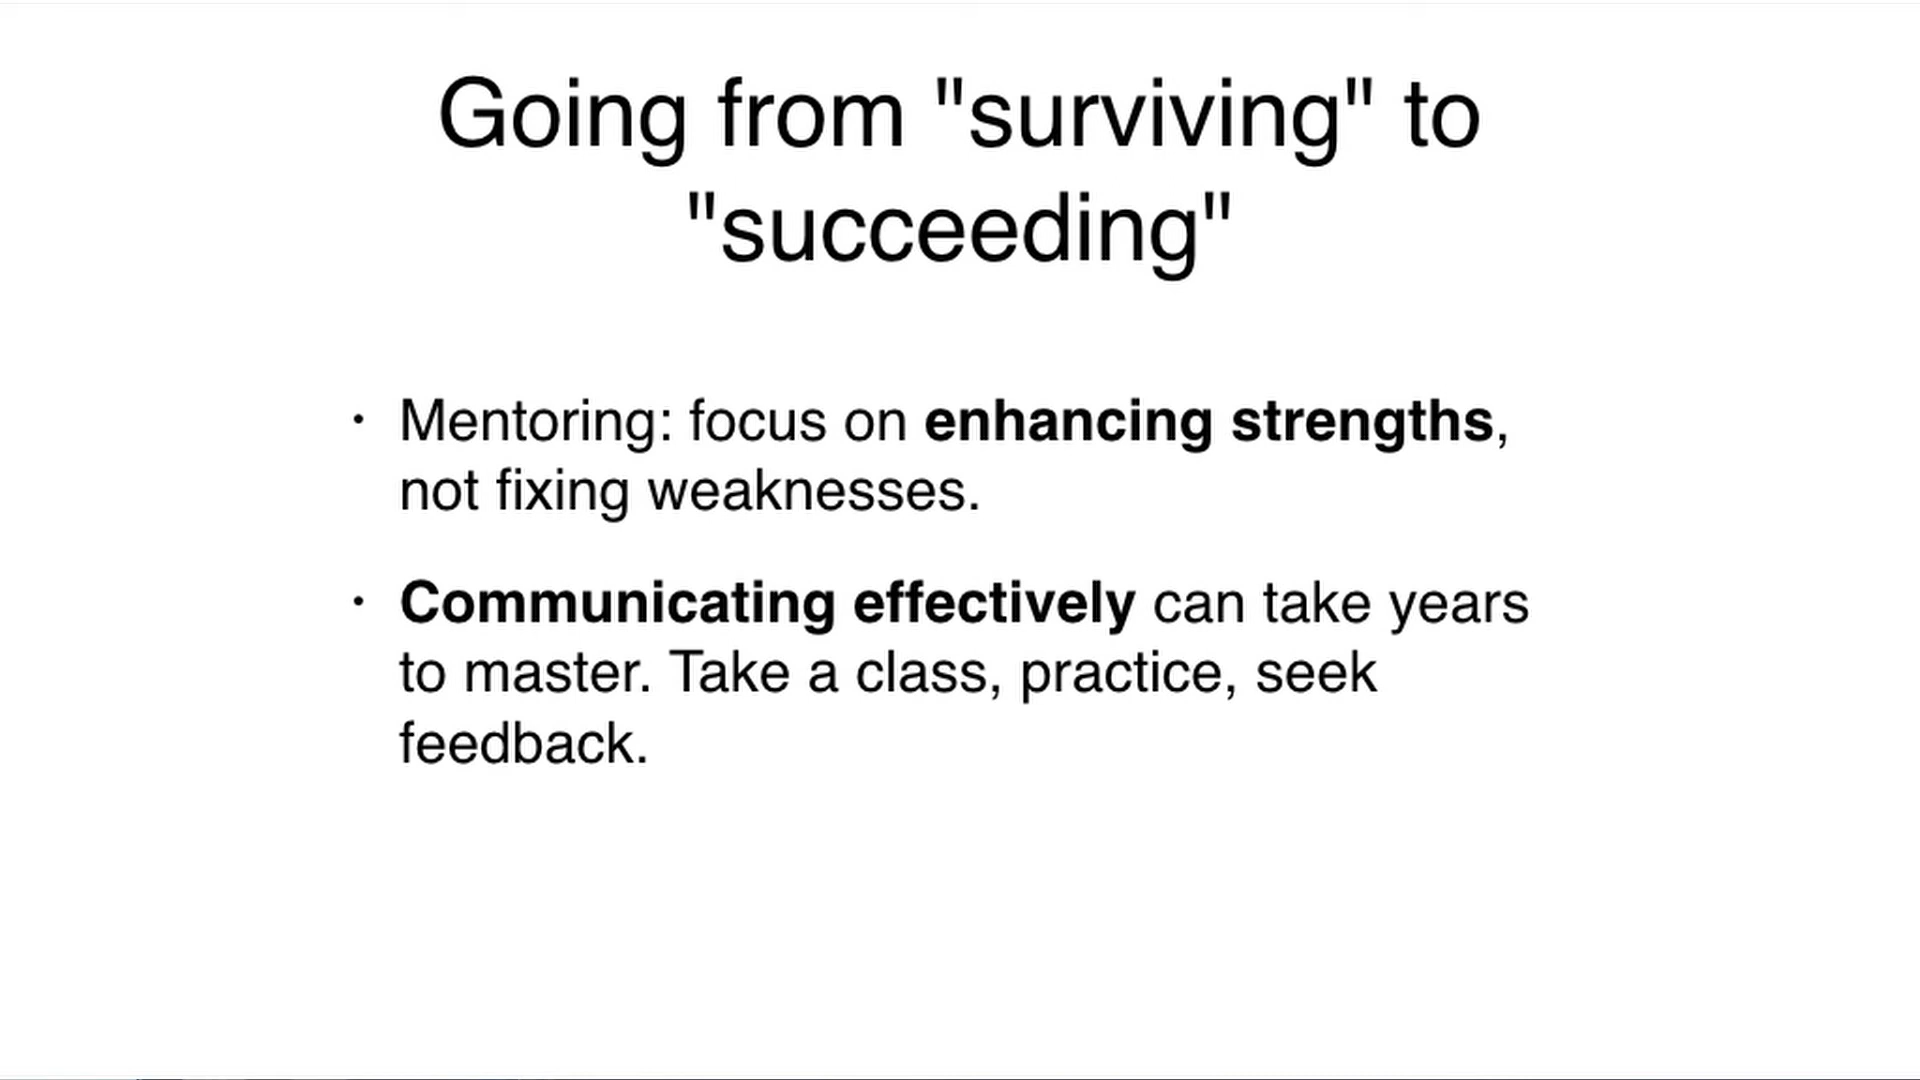 Going from "surviving" to
"succeeding"
• Mentoring: focus on enhancing strengths,
not fixing weaknesses.
• Communicating effectively can take years
to master. Take a class, practice, seek
feedback.